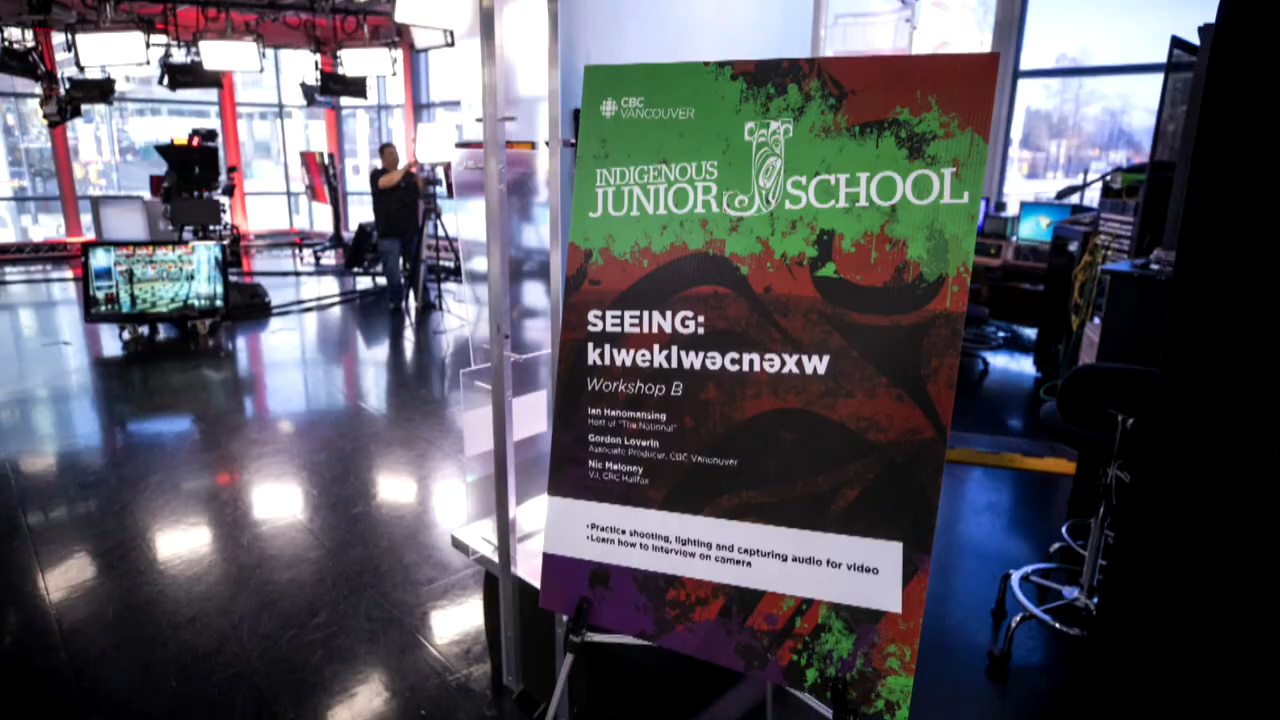 CBC
VANCOUVER
INDIGENOUS
JUNIOR J SCHOOL
SEEING:
klweklwəcnəxw
Workshop B
Ian Hanomansing
Host of "The National"
Gordon Loverin
Associate Producer, CBC Vancouver
Nic Meloney
VJ, CBC Halifax
•Practice shooting, lighting and capturing audio for video
•Learn how to interview on camera